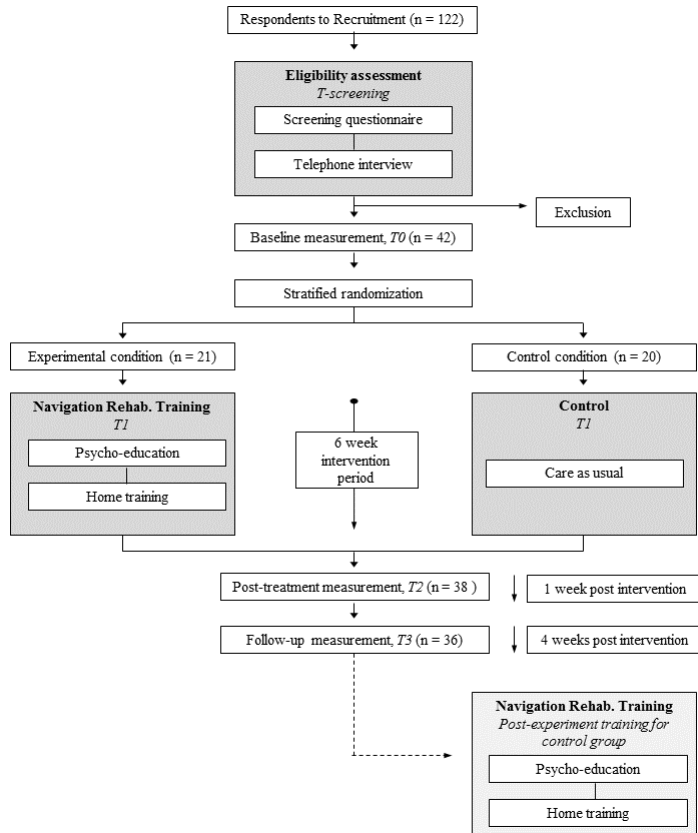 Respondents to Recruitment (n = 122)
Eligibility assessment
T-screening
Screening questionnaire
Telephone interview
Exclusion
Baseline measurement, T0 (n = 42)
Stratified randomization
Experimental condition (n = 21)
Control condition (n = 20)
Navigation Rehab. Training
T1
Psycho-education
Home training
6 week
intervention
period
Control
T1
Care as usual
Post-treatment measurement, T2 (n = 38 )
1 week post intervention
Follow-up measurement, T3 (n = 36)
4 weeks post intervention
Navigation Rehab. Training
Post-experiment training for
control group
Psycho-education
Home training